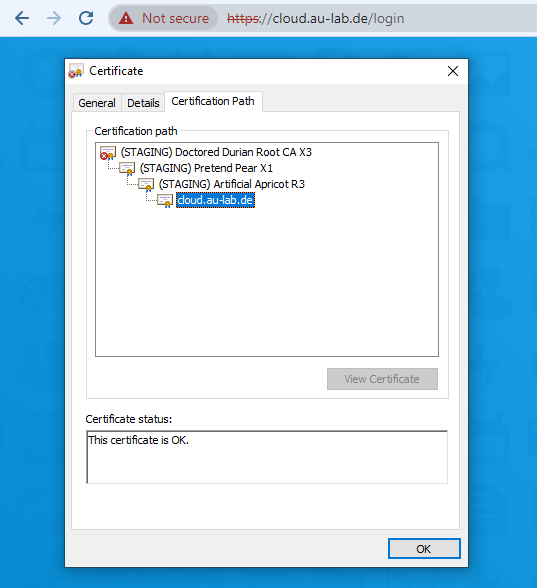 Not secure
https://cloud.au-lab.de/login
Certificate
General
Details
Certification Path
Certification path
(STAGING) Doctored Durian Root CA X3
(STAGING) Pretend Pear X1
(STAGING) Artificial Apricot R3
cloud.au-lab.de
View Certificate
Certificate status:
This certificate is OK.
OK